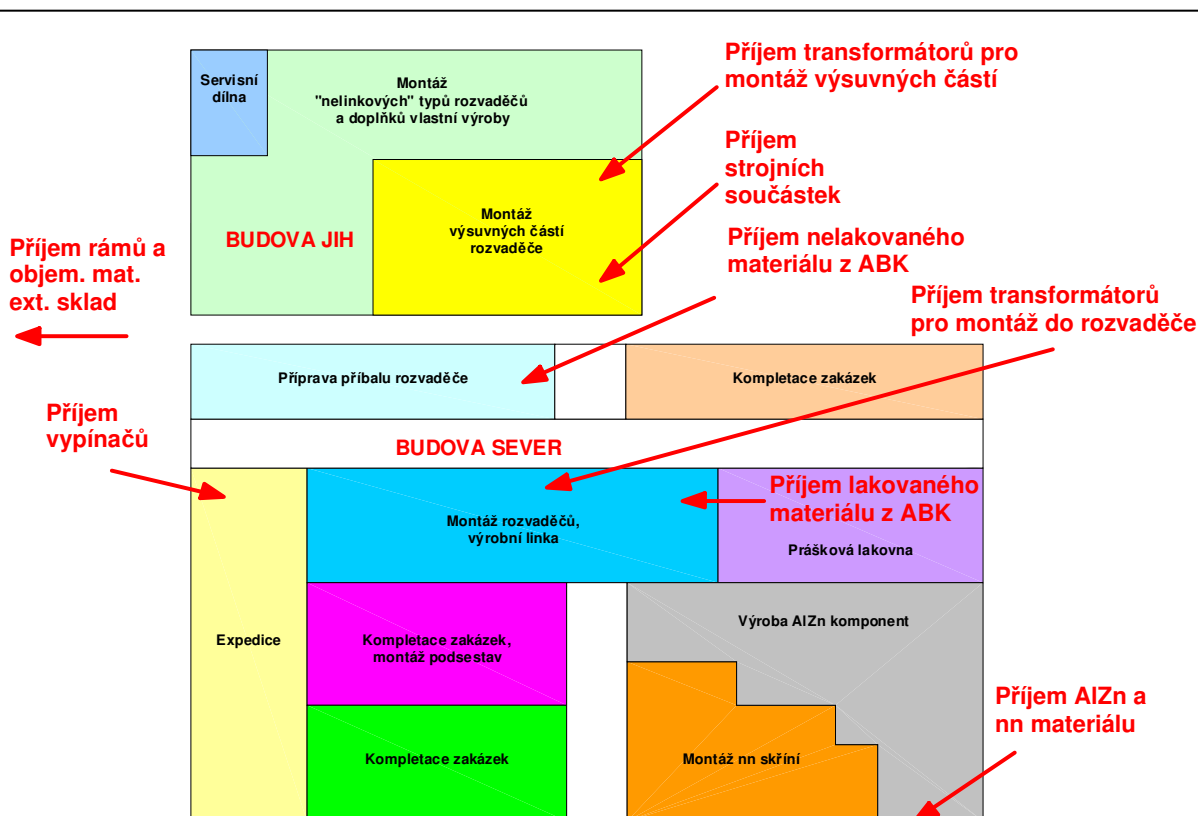 Servisní
dílna
Montáž
"nelinkových" typů rozvaděčů
a doplňků vlastní výroby
Příjem transformátorů pro
montáž výsuvných částí
Příjem
strojních
součástek
Montáž
výsuvných částí
rozvaděče
BUDOVA JIH
Příjem rámů a
objem. mat.
ext. sklad
Příjem nelakovaného
materiálu z ABK
Příjem transformátorů
pro montáž do rozvaděče
Příprava příbalu rozvaděče
Kompletace zakázek
Příjem
vypínačů
BUDOVA SEVER
Příjem lakovaného
materiálu z ABK
Montáž rozvaděčů,
výrobní linka
Prášková lakovna
Expedice
Kompletace zakázek,
montáž podsestav
Výroba AlZn komponent
Příjem AlZn a
nn materiálu
Kompletace zakázek
Montáž nn skříní